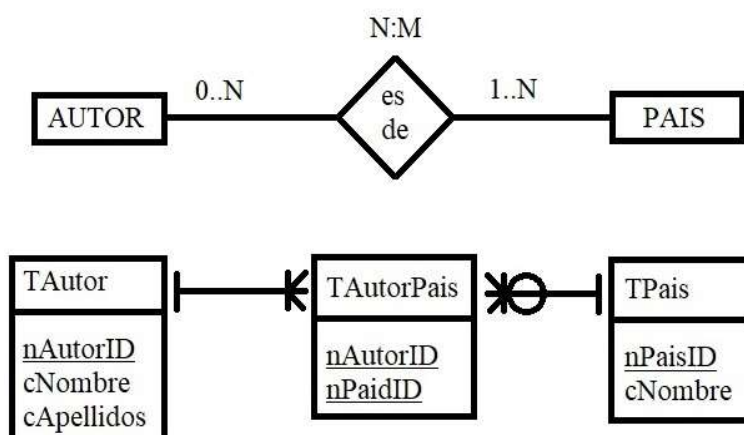 N:M
0..N
es
1..N
AUTOR
de
PAIS
TAutor
TAutorPais
TPais
nAutorID
cNombre
cApellidos
nAutorID
nPaidID
nPaisID
cNombre